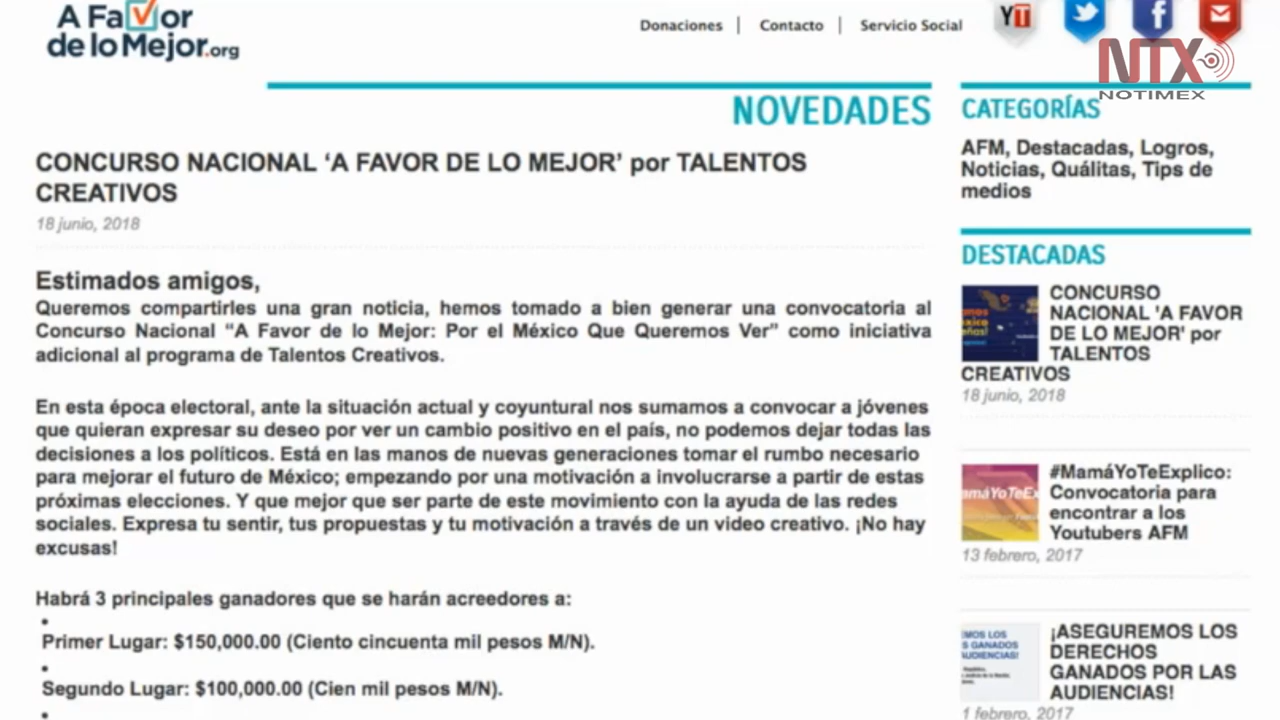 A FaVor
de lo Mejor.org
Donaciones | Contacto | Servicio Social
YT
NTX
NOTIMEX
NOVEDADES
CONCURSO NACIONAL ‘A FAVOR DE LO MEJOR’ por TALENTOS
CREATIVOS
18 junio, 2018
Estimados amigos,
Queremos compartirles una gran noticia, hemos tomado a bien generar una convocatoria al
Concurso Nacional “A Favor de lo Mejor: Por el México Que Queremos Ver” como iniciativa
adicional al programa de Talentos Creativos.
En esta época electoral, ante la situación actual y coyuntural nos sumamos a convocar a jóvenes
que quieran expresar su deseo por ver un cambio positivo en el país, no podemos dejar todas las
decisiones a los políticos. Está en las manos de nuevas generaciones tomar el rumbo necesario
para mejorar el futuro de México; empezando por una motivación a involucrarse a partir de estas
próximas elecciones. Y que mejor que ser parte de este movimiento con la ayuda de las redes
sociales. Expresa tu sentir, tus propuestas y tu motivación a través de un video creativo. ¡No hay
excusas!
Habrá 3 principales ganadores que se harán acreedores a:
•
Primer Lugar: $150,000.00 (Ciento cincuenta mil pesos M/N).
•
Segundo Lugar: $100,000.00 (Cien mil pesos M/N).
•
CATEGORÍAS
AFM, Destacadas, Logros,
Noticias, Quálitas, Tips de
medios
DESTACADAS
CONCURSO
NACIONAL 'A FAVOR
DE LO MEJOR' por
TALENTOS
CREATIVOS
18 junio, 2018
máYoTeEx
#MamáYoTeExplico:
Convocatoria para
encontrar a los
Youtubers AFM
13 febrero, 2017
EMOS LOS
S GANADOS
UDIENCIAS!
¡ASEGUREMOS LOS
DERECHOS
GANADOS POR LAS
AUDIENCIAS!
1 febrero, 2017